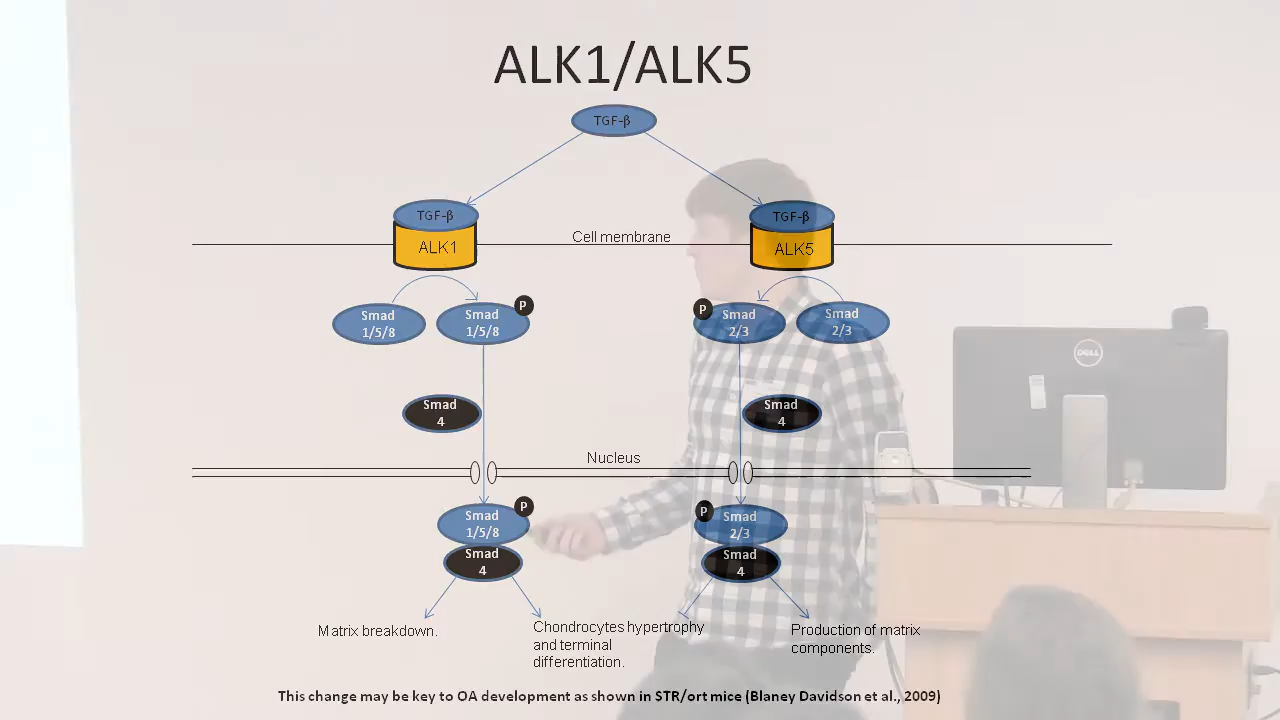 ALK1/ALK5
TGF-β
TGF-β
TGF-β
ALK1
Cell membrane
ALK5
P
P
Smad
1/5/8
Smad
1/5/8
Smad
2/3
Smad
2/3
DELL
Smad
4
Smad
4
Nucleus
P
P
Smad
1/5/8
Smad
2/3
Smad
4
Smad
4
Matrix breakdown.
Chondrocytes hypertrophy
and terminal
differentiation.
Production of matrix
components.
This change may be key to OA development as shown in STR/ort mice (Blaney Davidson et al., 2009)